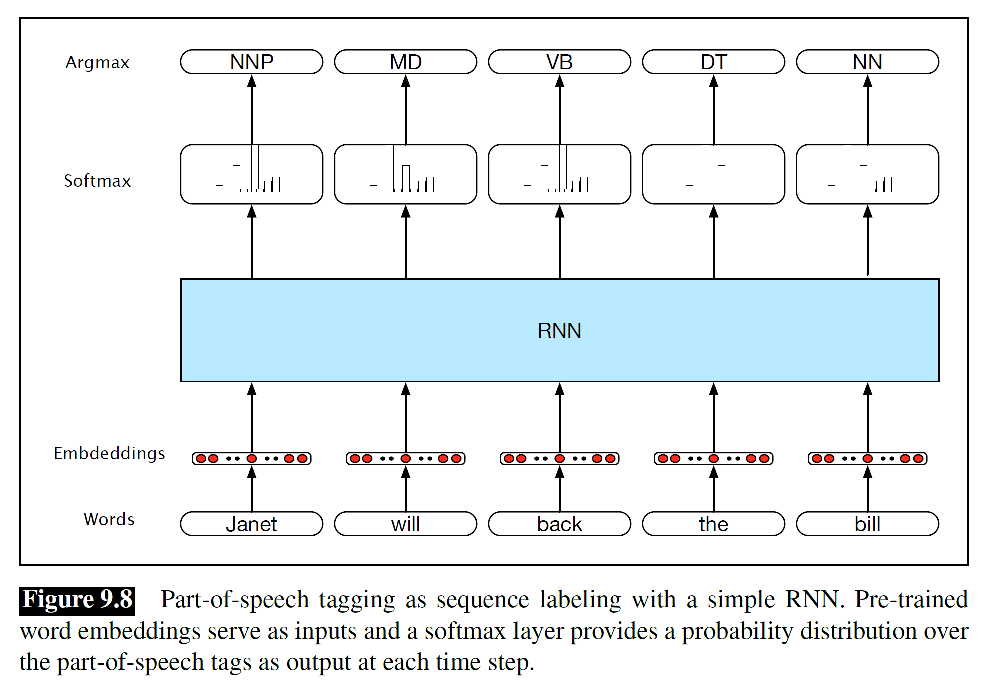 Argmax NNP MD VB DT NN
Softmax
RNN
Embdeddings
Words Janet will back the bill
Figure 9.8 Part-of-speech tagging as sequence labeling with a simple RNN. Pre-trained
word embeddings serve as inputs and a softmax layer provides a probability distribution over
the part-of-speech tags as output at each time step.